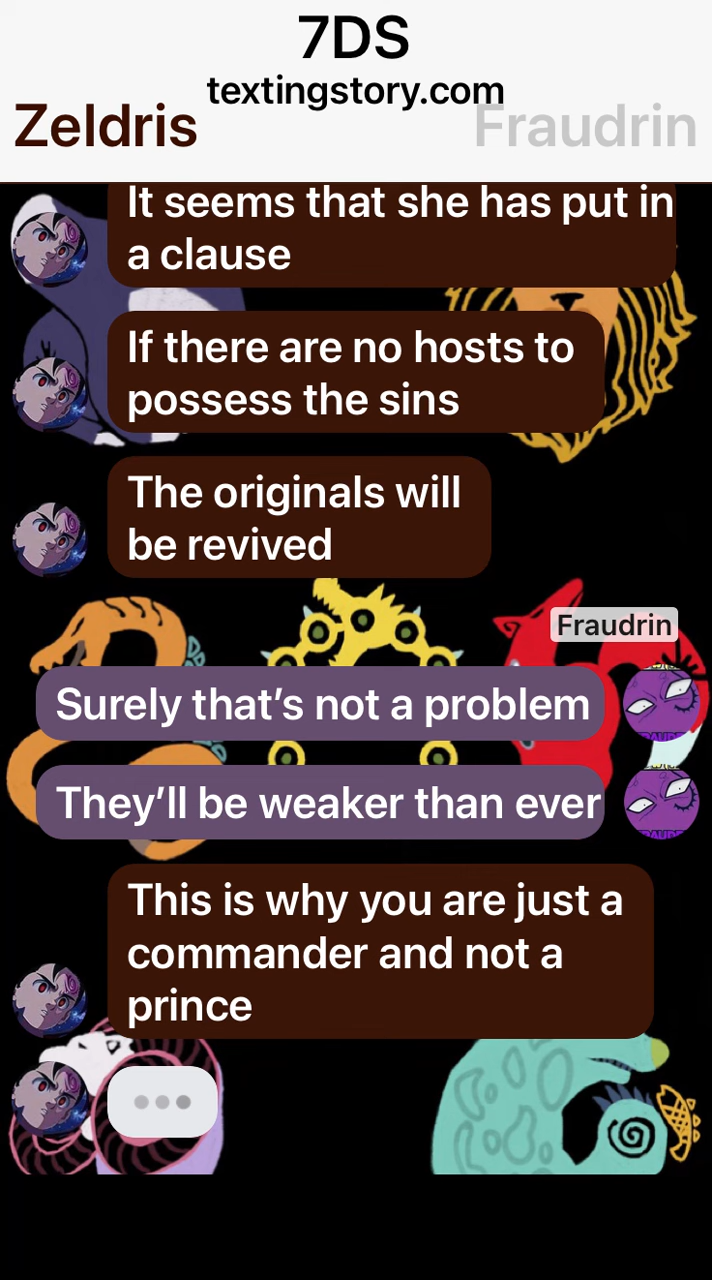 7DS
textingstory.com
Zeldris
Fraudrin
It seems that she has put in
a clause
If there are no hosts to
possess the sins
The originals will
be revived
Fraudrin
Surely that’s not a problem
They’ll be weaker than ever
This is why you are just a
commander and not a
prince